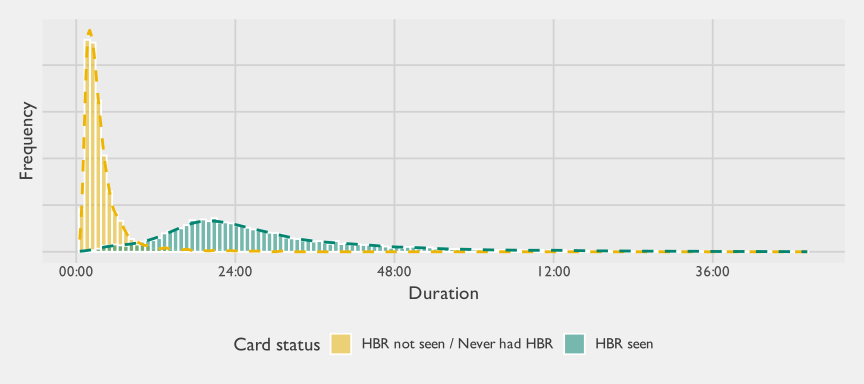 Frequency
00:00 24:00 48:00 12:00 36:00
Duration
Card status HBR not seen / Never had HBR HBR seen